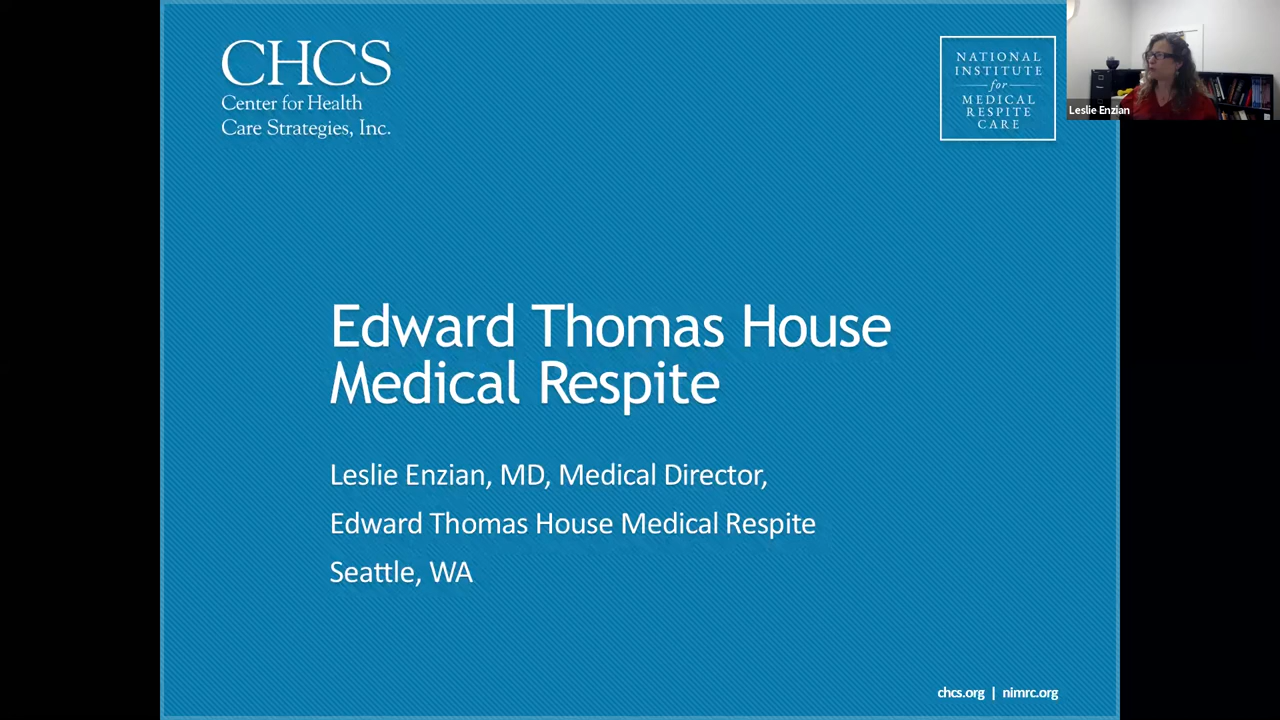 CHCS
Center for Health
Care Strategies, Inc.
NATIONAL
INSTITUTE
for
MEDICAL
RESPITE
CARE
Leslie Enzian
Edward Thomas House
Medical Respite
Leslie Enzian, MD, Medical Director,
Edward Thomas House Medical Respite
Seattle, WA
chcs.org | nimrc.org